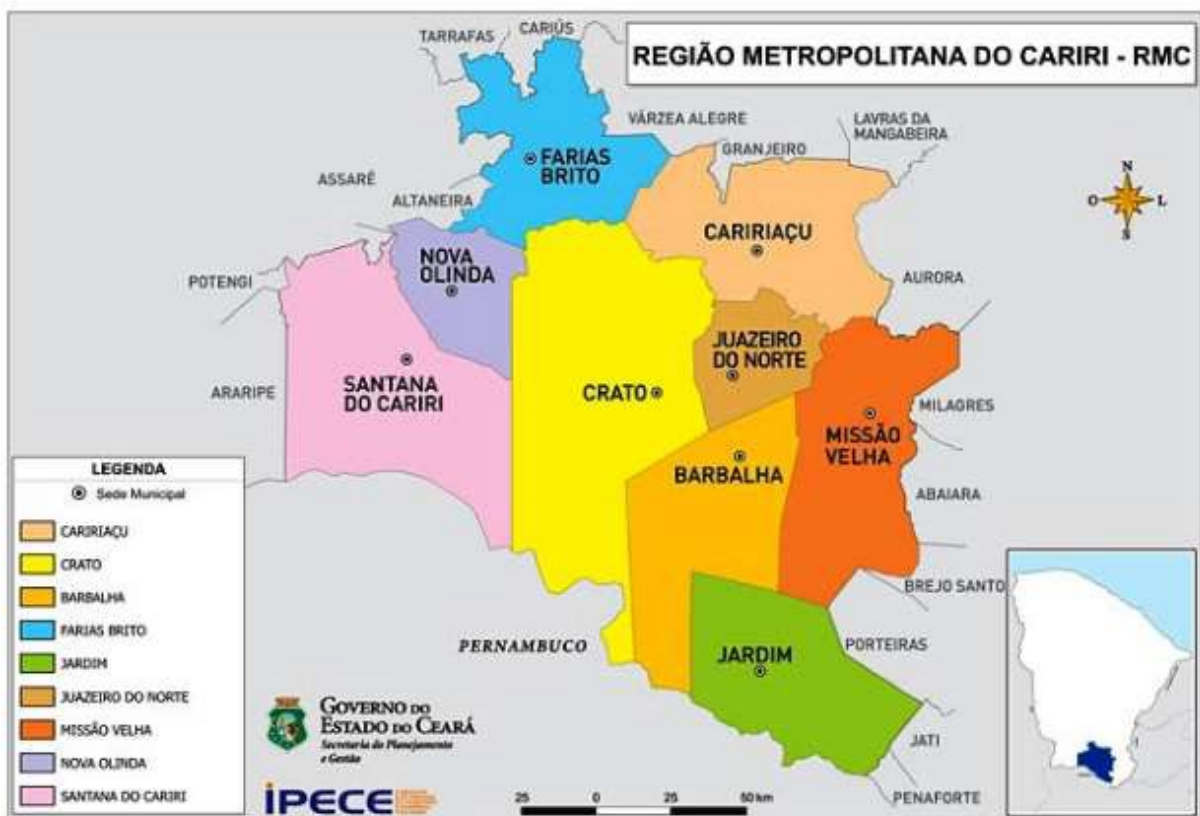 REGIÃO METROPOLITANA DO CARIRI - RMC
TARRAFAS
CARIÚS
VÁRZEA ALEGRE
LAVRAS DA
MANGABEIRA
GRANJEIRO
FARIAS
BRITO
ASSARÉ
ALTANEIRA
N
O
L
S
CARIRIAÇU
NOVA
OLINDA
POTENGI
AURORA
JUAZEIRO
DO NORTE
SANTANA
DO CARIRI
ARARIPE
CRATO
MILAGRES
MISSÃO
VELHA
BARBALHA
ABAIARA
BREJO SANTO
PERNAMBUCO
JARDIM
PORTEIRAS
JATI
PENAFORTE
LEGENDA
Sede Municipal
CARIRIAÇU
CRATO
BARBALHA
FARIAS BRITO
JARDIM
JUAZEIRO DO NORTE
MISSÃO VELHA
NOVA OLINDA
SANTANA DO CARIRI
GOVERNO DO
ESTADO DO CEARÁ
Secretaria do Planejamento
e Gestão
IPECE
25 0 25 50 km